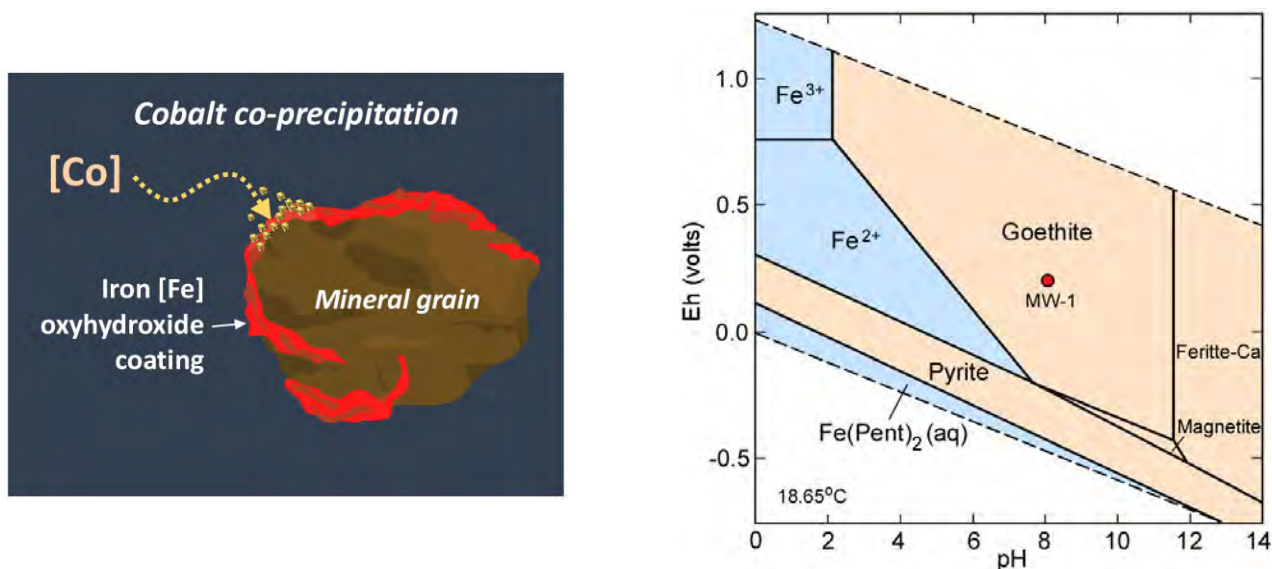 Cobalt co-precipitation
[Co]
Iron [Fe]
oxyhydroxide
coating
Mineral grain
Eh (volts)
1.0
0.5
0.0
-0.5
Fe3+
Fe2+
Goethite
MW-1
Pyrite
Feritte-Ca
Magnetite
Fe(Pent)2 (aq)
18.65°C
0 2 4 6 8 10 12 14
pH